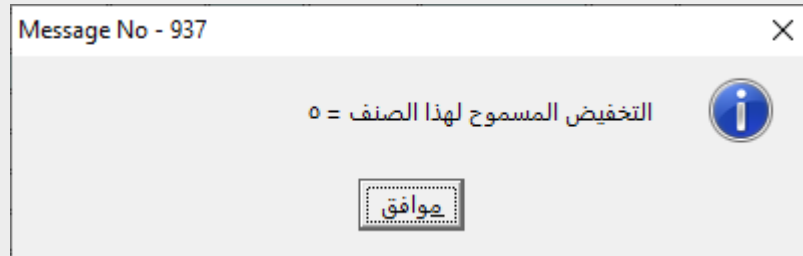 Message No - 937
التخفيض المسموح لهذا الصنف = ٥
موافق